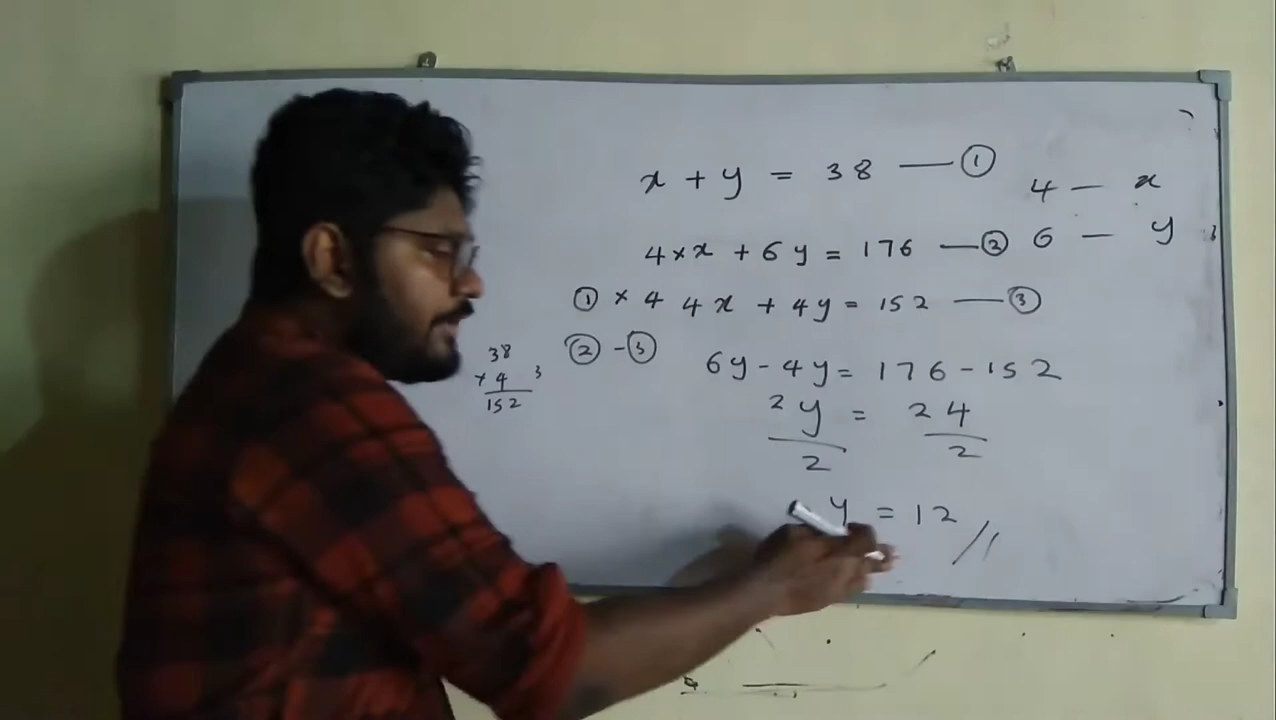 x + y = 38 — ①
4 — x
6 — y
4 × x + 6y = 176 — ②
① × 4 4x + 4y = 152 — ③
② - ③
38
× 4 3
152
6y - 4y = 176 - 152
2y = 24
2 2
y = 12 //